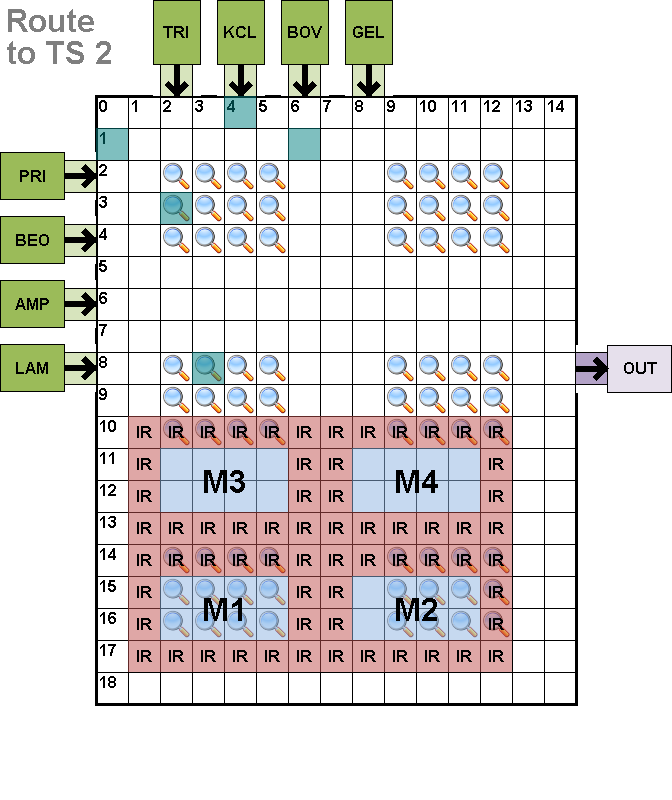 Route
to TS 2
TRI KCL BOV GEL
0 1 2 3 4 5 6 7 8 9 10 11 12 13 14
1
PRI 2
3
BEO 4
5
AMP 6
7
LAM 8 OUT
9
10 IR IR IR IR IR IR IR IR IR IR IR IR
11 IR M3 IR IR M4 IR
12 IR IR IR IR
13 IR IR IR IR IR IR IR IR IR IR IR IR
14 IR IR IR IR IR IR IR IR IR IR IR IR
15 IR M1 IR IR M2 IR
16 IR IR IR IR
17 IR IR IR IR IR IR IR IR IR IR IR IR
18